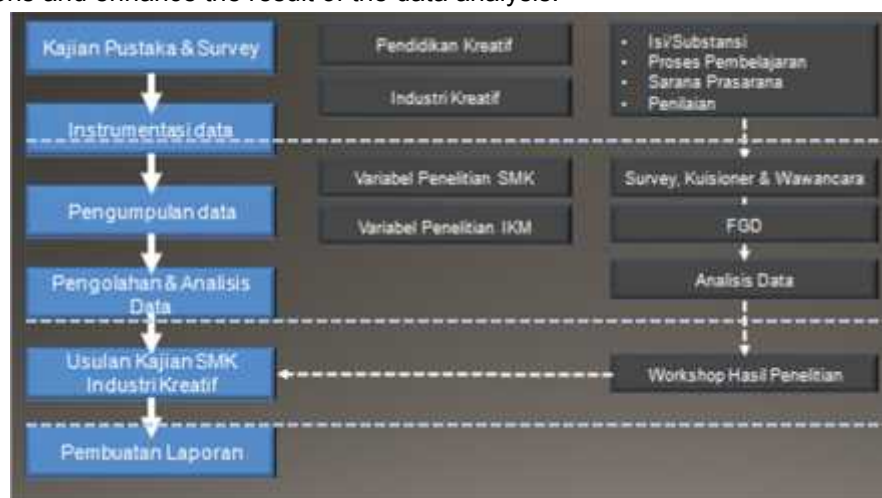 ons and enhance the result of the data analysis.
Kajian Pustaka & Survey
Instrumentasi data
Pengumpulan data
Pengolahan & Analisis
Data
Usulan Kajian SMK
Industri Kreatif
Pembuatan Laporan
Pendidikan Kreatif
Industri Kreatif
Variabel Penelitian SMK
Variabel Penelitian IKM
• Isi/Substansi
• Proses Pembelajaran
• Sarana Prasarana
• Penilaian
Survey, Kuisioner & Wawancara
FGD
Analisis Data
Workshop Hasil Penelitian